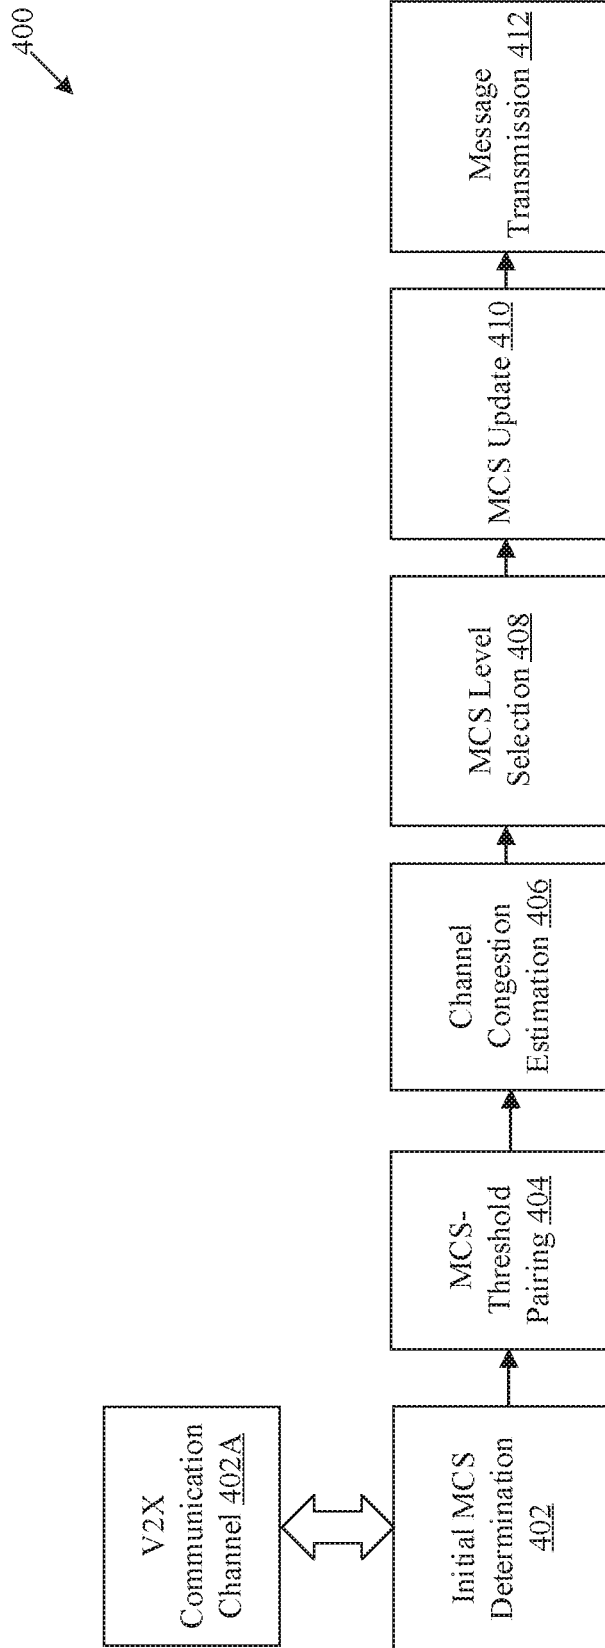 400
V2X
Communication
Channel 402A
Initial MCS
Determination
402
MCS-
Threshold
Pairing 404
Channel
Congestion
Estimation 406
MCS Level
Selection 408
MCS Update 410
Message
Transmission 412